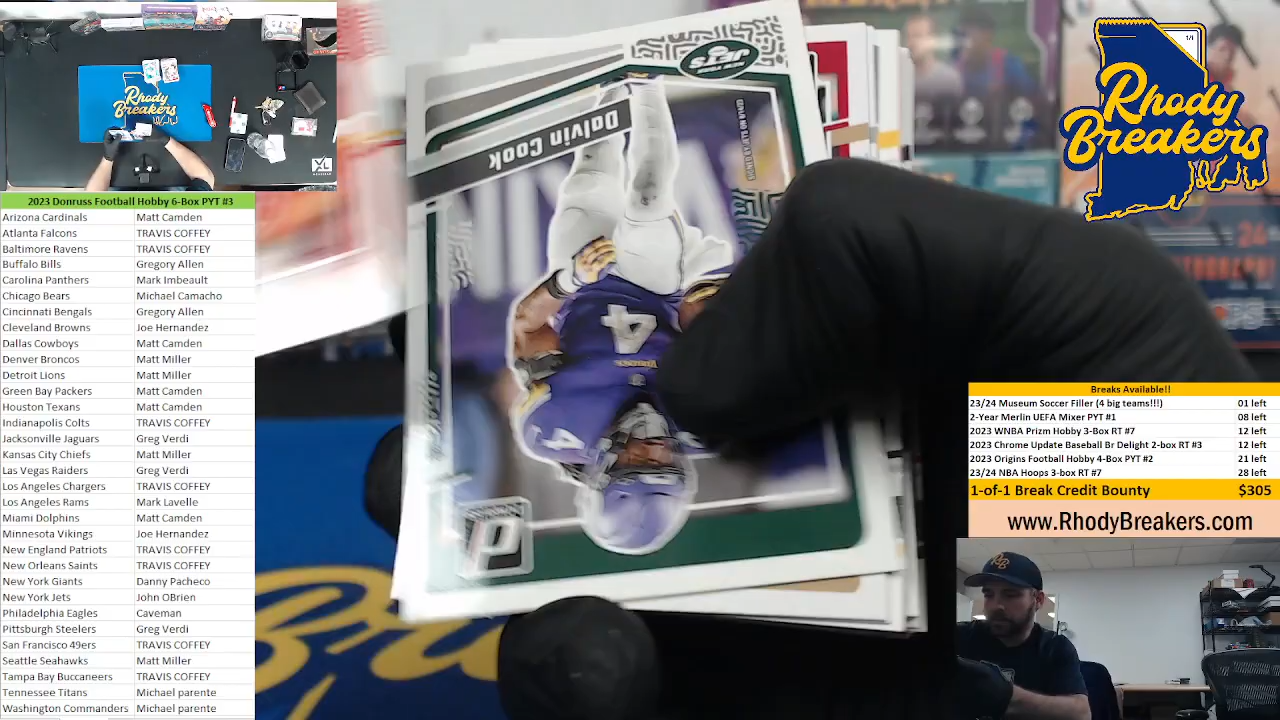 Rhody
Breakers
2023 Donruss Football Hobby 6-Box PYT #3
Arizona Cardinals Matt Camden
Atlanta Falcons TRAVIS COFFEY
Baltimore Ravens TRAVIS COFFEY
Buffalo Bills Gregory Allen
Carolina Panthers Mark Imbeault
Chicago Bears Michael Camacho
Cincinnati Bengals Gregory Allen
Cleveland Browns Joe Hernandez
Dallas Cowboys Matt Camden
Denver Broncos Matt Miller
Detroit Lions Matt Miller
Green Bay Packers Matt Camden
Houston Texans Matt Camden
Indianapolis Colts TRAVIS COFFEY
Jacksonville Jaguars Greg Verdi
Kansas City Chiefs Matt Miller
Las Vegas Raiders Greg Verdi
Los Angeles Chargers TRAVIS COFFEY
Los Angeles Rams Mark Lavelle
Miami Dolphins Matt Camden
Minnesota Vikings Joe Hernandez
New England Patriots TRAVIS COFFEY
New Orleans Saints TRAVIS COFFEY
New York Giants Danny Pacheco
New York Jets John OBrien
Philadelphia Eagles Caveman
Pittsburgh Steelers Greg Verdi
San Francisco 49ers TRAVIS COFFEY
Seattle Seahawks Matt Miller
Tampa Bay Buccaneers TRAVIS COFFEY
Tennessee Titans Michael parente
Washington Commanders Michael parente
JETS
Dalvin Cook
4
4
24
1/1
Rhody
Breakers
Breaks Available!!
23/24 Museum Soccer Filler (4 big teams!!!) 01 left
2-Year Merlin UEFA Mixer PYT #1 08 left
2023 WNBA Prizm Hobby 3-Box RT #7 12 left
2023 Chrome Update Baseball Br Delight 2-box RT #3 12 left
2023 Origins Football Hobby 4-Box PYT #2 21 left
23/24 NBA Hoops 3-box RT #7 28 left
1-of-1 Break Credit Bounty $305
www.RhodyBreakers.com
RB